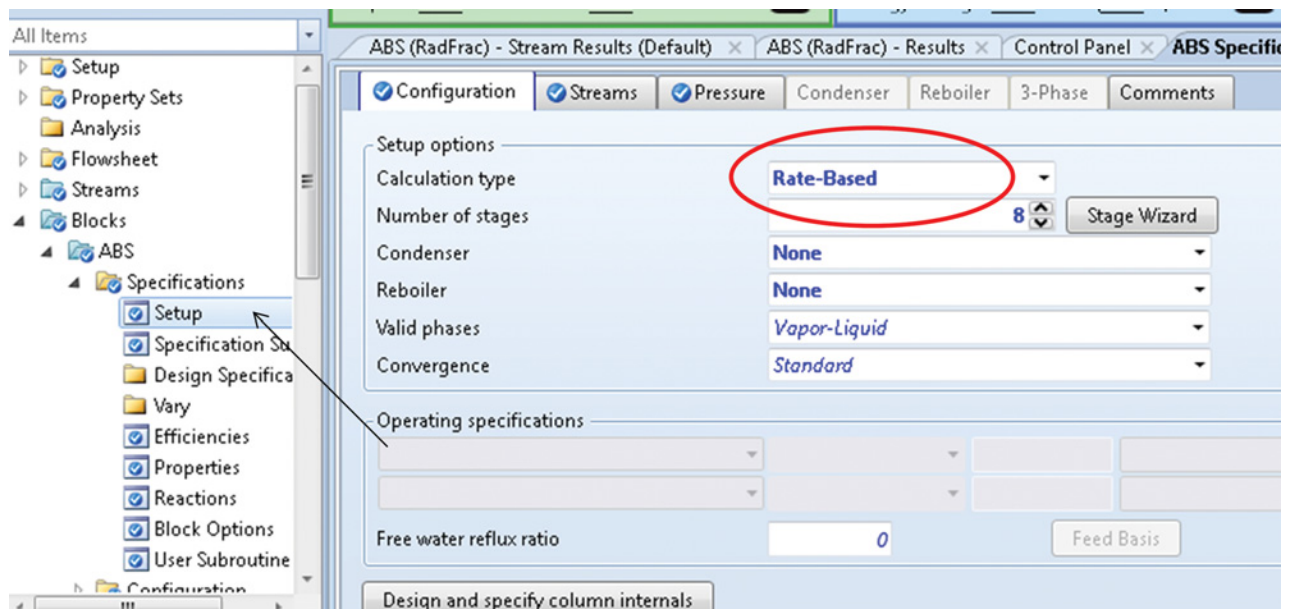 All Items
Setup
Property Sets
Analysis
Flowsheet
Streams
Blocks
ABS
Specifications
Setup
Specification Su
Design Specifica
Vary
Efficiencies
Properties
Reactions
Block Options
User Subroutine
Configuration
ABS (RadFrac) - Stream Results (Default) × ABS (RadFrac) - Results × Control Panel × ABS Specific
Configuration Streams Pressure Condenser Reboiler 3-Phase Comments
Setup options
Calculation type Rate-Based
Number of stages 8 Stage Wizard
Condenser None
Reboiler None
Valid phases Vapor-Liquid
Convergence Standard
Operating specifications
Free water reflux ratio 0 Feed Basis
Design and specify column internals